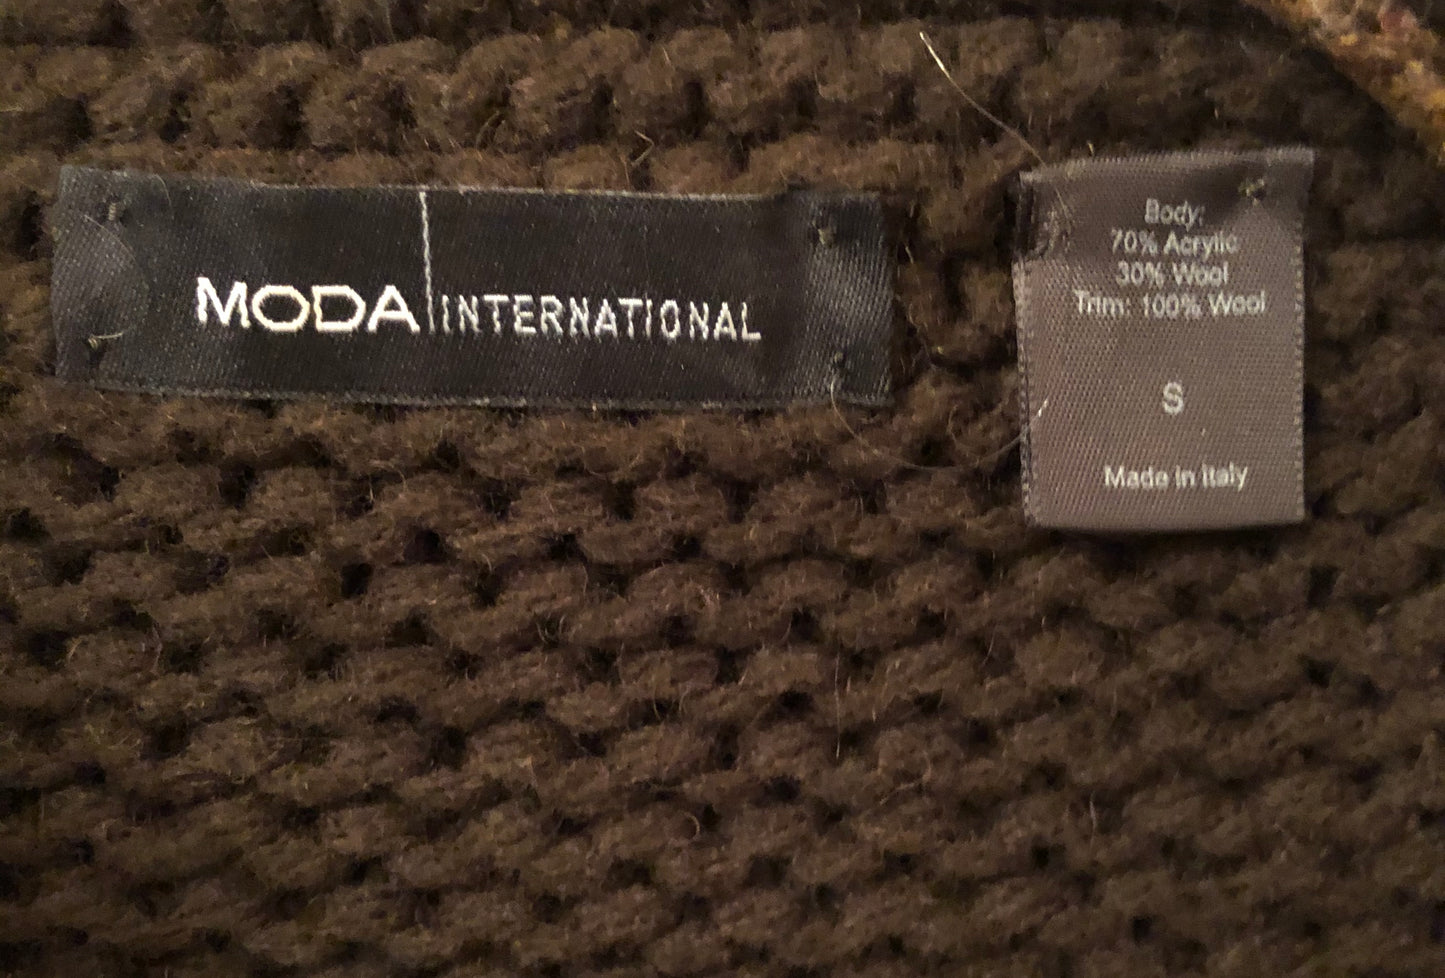 MODA INTERNATIONAL
Body:
70% Acrylic
30% Wool
Trim: 100% Wool
S
Made in Italy